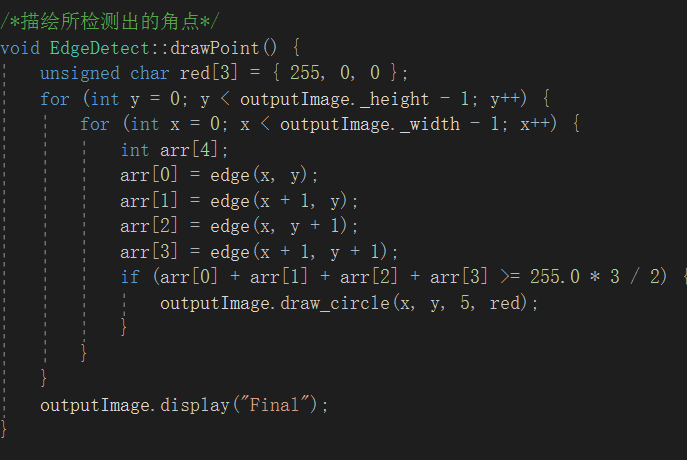 /*描绘所检测出的角点*/
void EdgeDetect::drawPoint() {
    unsigned char red[3] = { 255, 0, 0 };
    for (int y = 0; y < outputImage._height - 1; y++) {
        for (int x = 0; x < outputImage._width - 1; x++) {
            int arr[4];
            arr[0] = edge(x, y);
            arr[1] = edge(x + 1, y);
            arr[2] = edge(x, y + 1);
            arr[3] = edge(x + 1, y + 1);
            if (arr[0] + arr[1] + arr[2] + arr[3] >= 255.0 * 3 / 2) {
                outputImage.draw_circle(x, y, 5, red);
            }
        }
    }
    outputImage.display("Final");
}